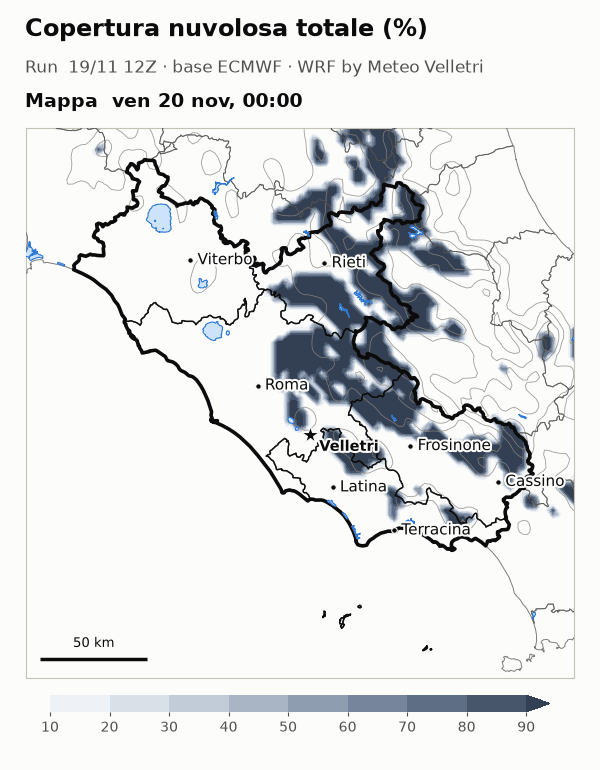 Copertura nuvolosa totale (%)
Run  19/11 12Z · base ECMWF · WRF by Meteo Velletri
Mappa  ven 20 nov, 00:00
Viterbo
Rieti
Roma
Velletri
Frosinone
Latina
Cassino
Terracina
50 km
10 20 30 40 50 60 70 80 90